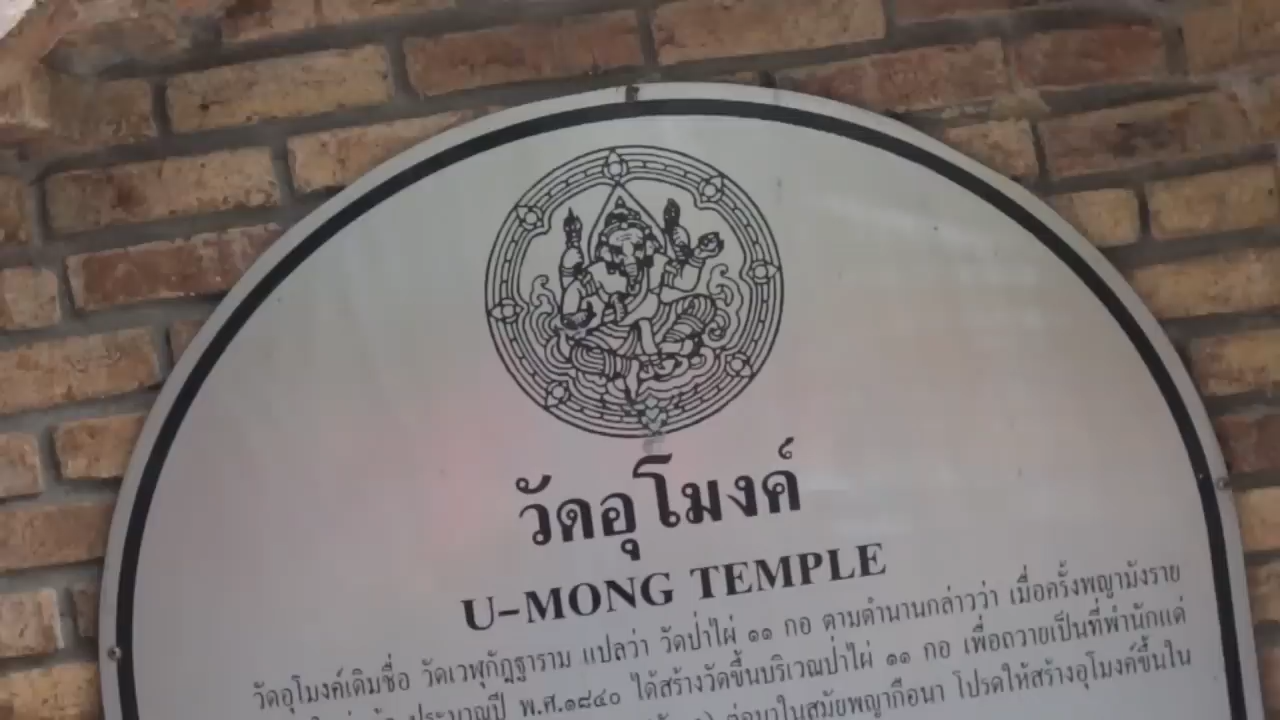 วัดอุโมงค์
U-MONG TEMPLE
วัดอุโมงค์เดิมชื่อ วัดเวฬุกัฏฐาราม แปลว่า วัดป่าไผ่ ๑๑ กอ ตามตำนานกล่าวว่า เมื่อครั้งพญามังราย
ประมาณปี พ.ศ.๑๘๔๐ ได้สร้างวัดขึ้นบริเวณป่าไผ่ ๑๑ กอ เพื่อถวายเป็นที่พำนักแด่
ต่อมาในสมัยพญากือนา โปรดให้สร้างอุโมงค์ขึ้นใน